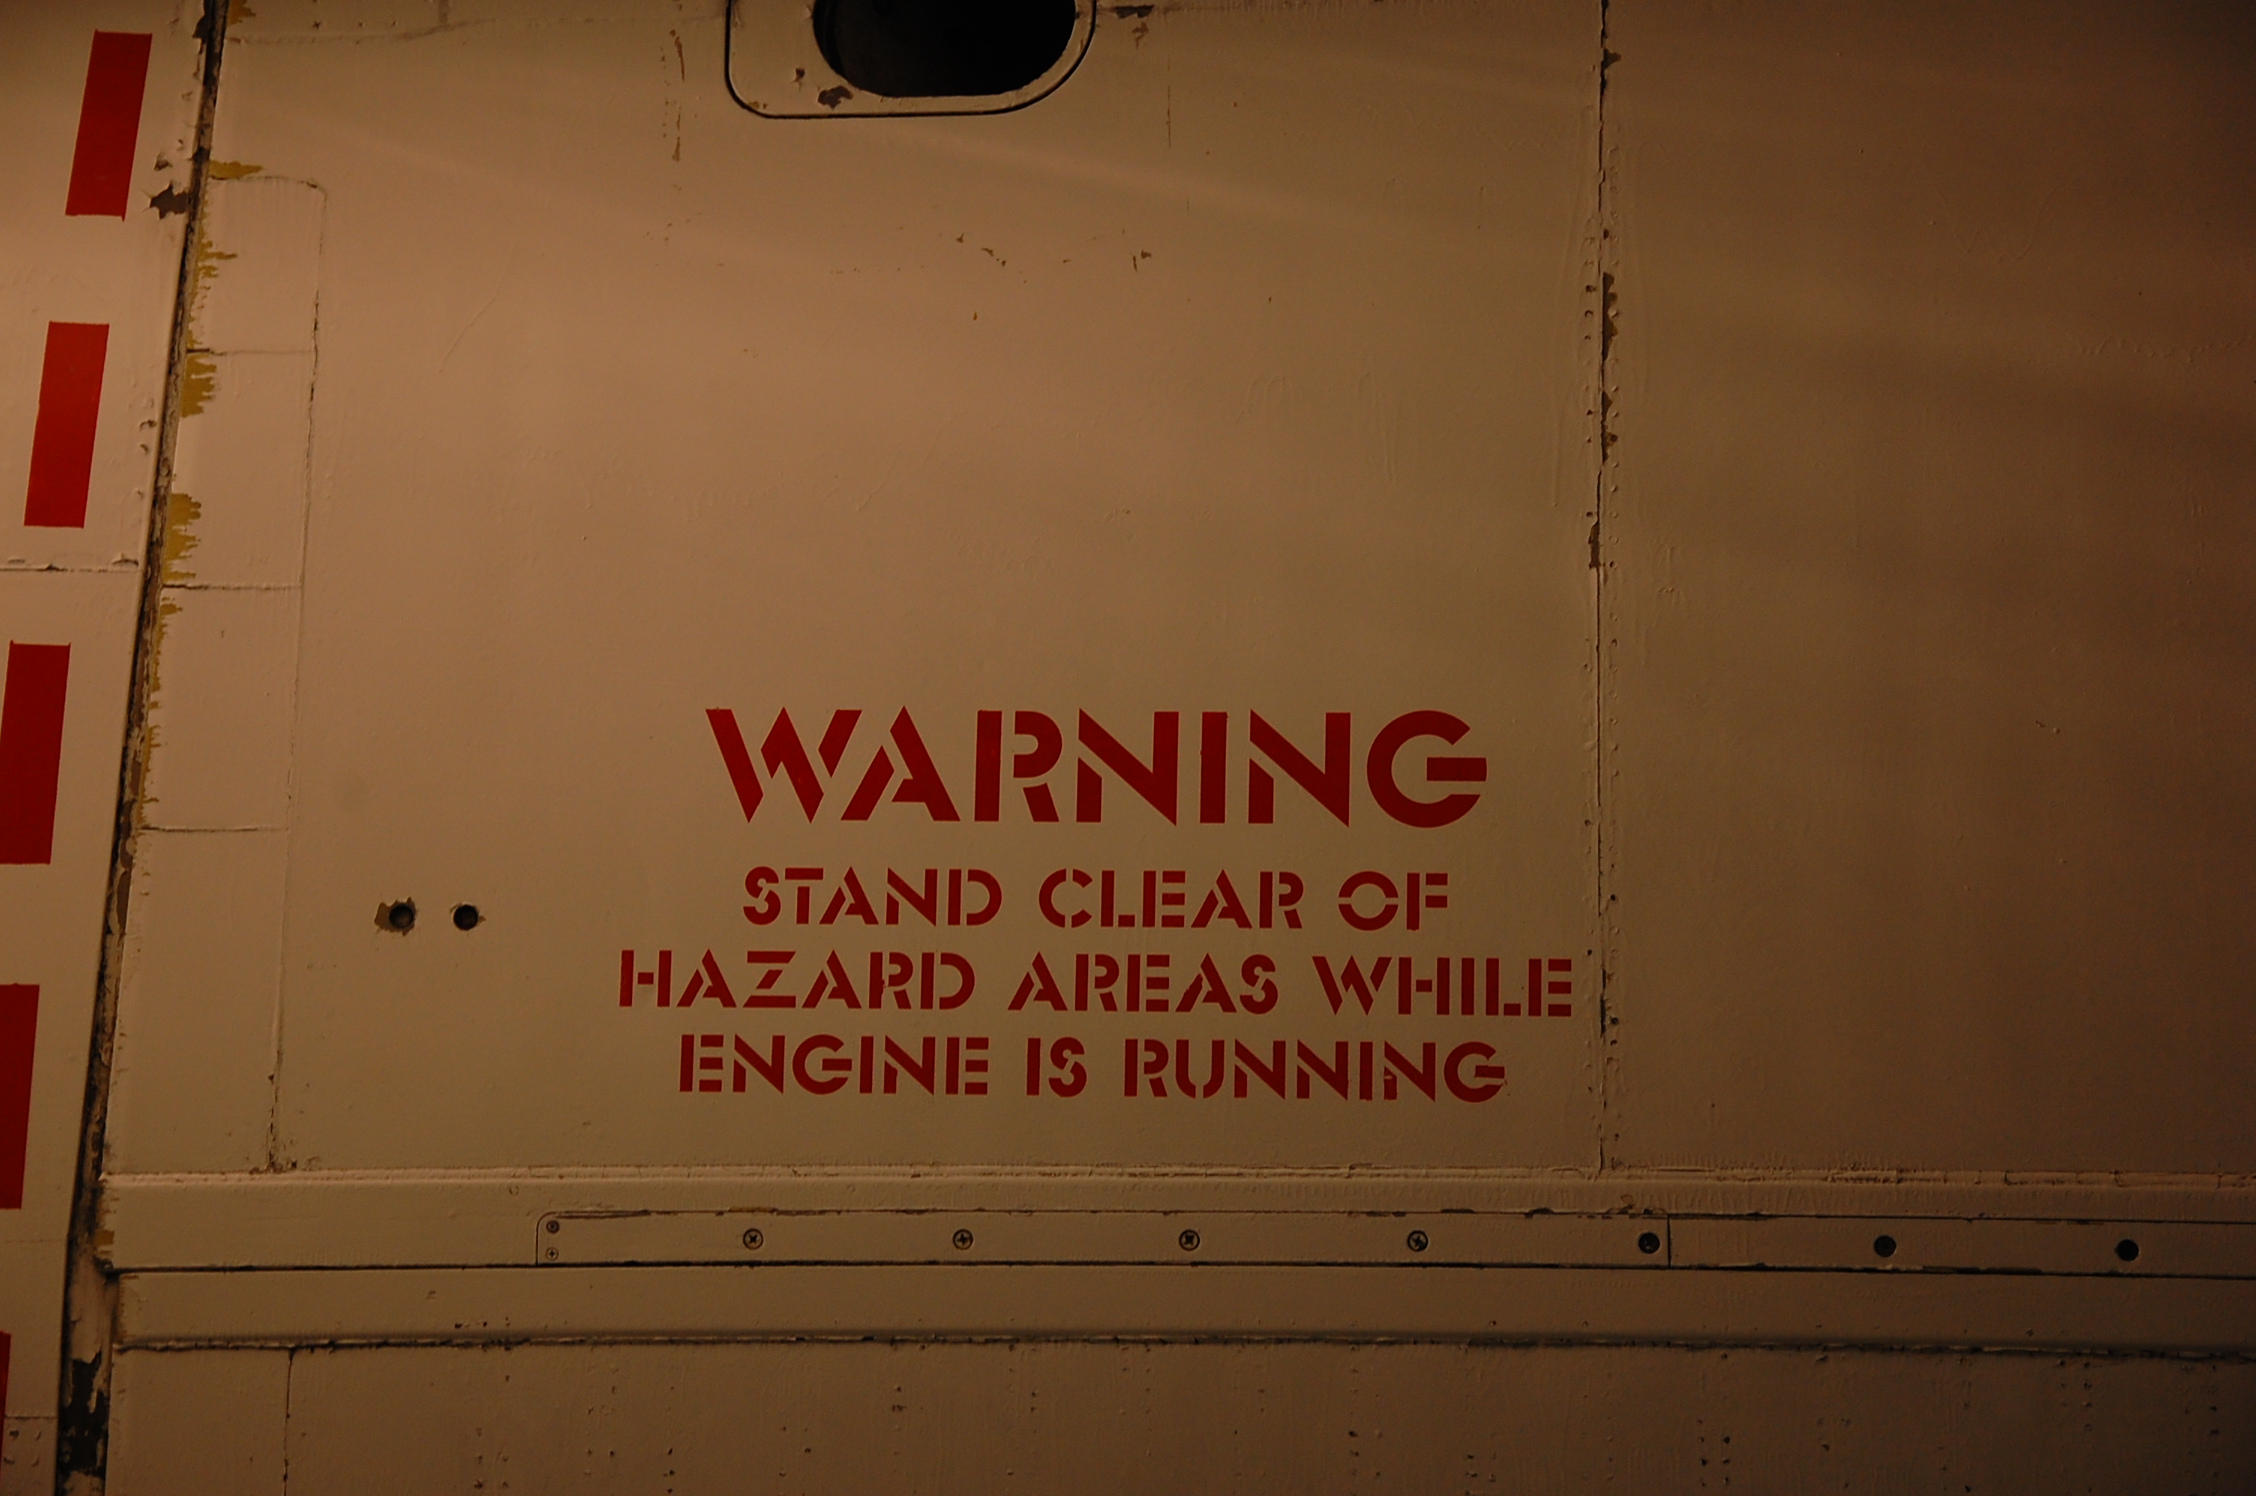 WARNING
STAND CLEAR OF
HAZARD AREAS WHILE
ENGINE IS RUNNING